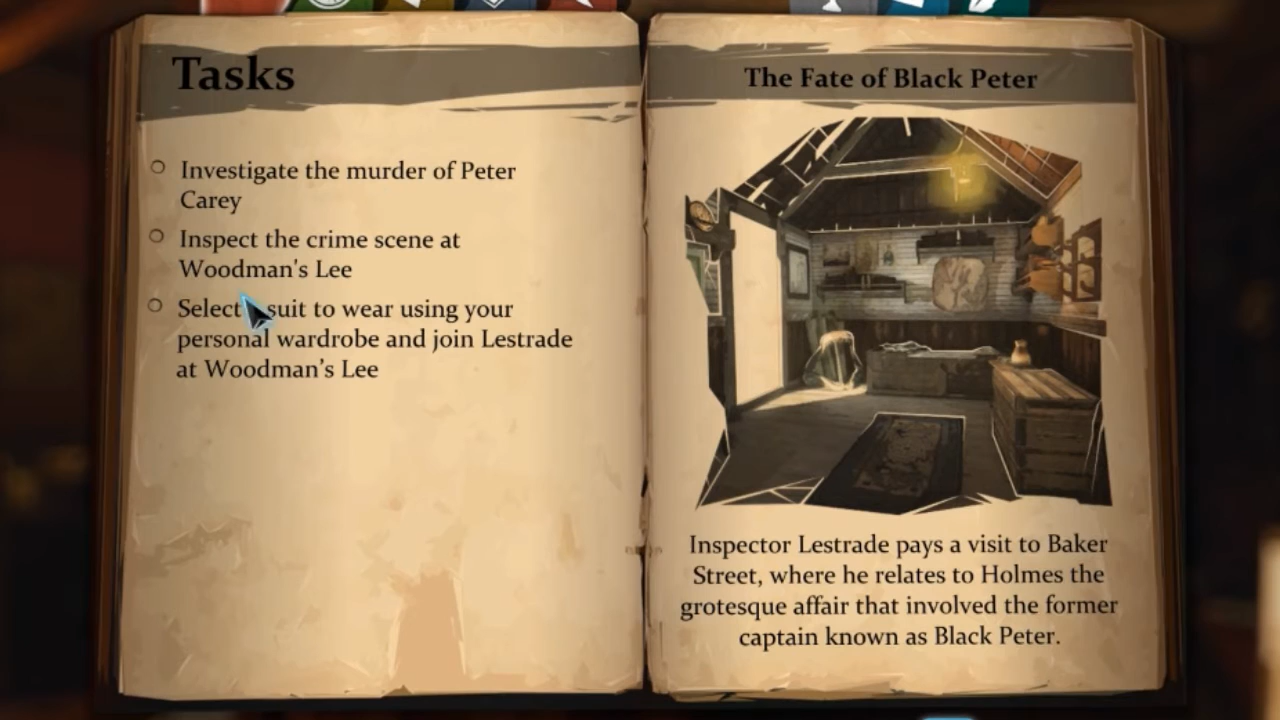 Tasks
Investigate the murder of Peter
Carey
Inspect the crime scene at
Woodman's Lee
Select suit to wear using your
personal wardrobe and join Lestrade
at Woodman’s Lee
The Fate of Black Peter
Inspector Lestrade pays a visit to Baker
Street, where he relates to Holmes the
grotesque affair that involved the former
captain known as Black Peter.